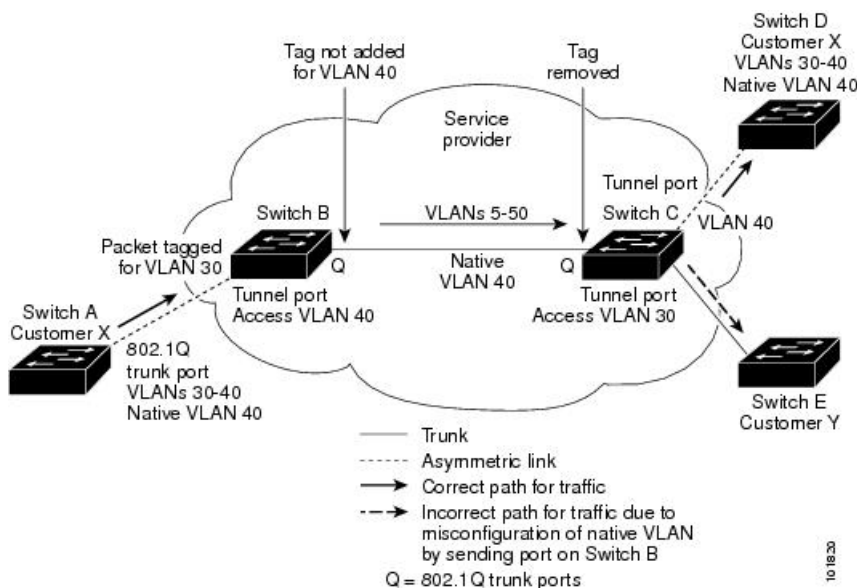 Switch D
Customer X
VLANs 30-40
Native VLAN 40
Tag not added
for VLAN 40
Tag
removed
Service
provider
Tunnel port
Switch B
VLANs 5-50
Switch C
VLAN 40
Packet tagged
for VLAN 30
Q
Native
VLAN 40
Q
Switch A
Customer X
Tunnel port
Access VLAN 40
Tunnel port
Access VLAN 30
802.1Q
trunk port
VLANs 30-40
Native VLAN 40
Switch E
Customer Y
Trunk
Asymmetric link
Correct path for traffic
Incorrect path for traffic due to
misconfiguration of native VLAN
by sending port on Switch B
Q = 802.1Q trunk ports
101820